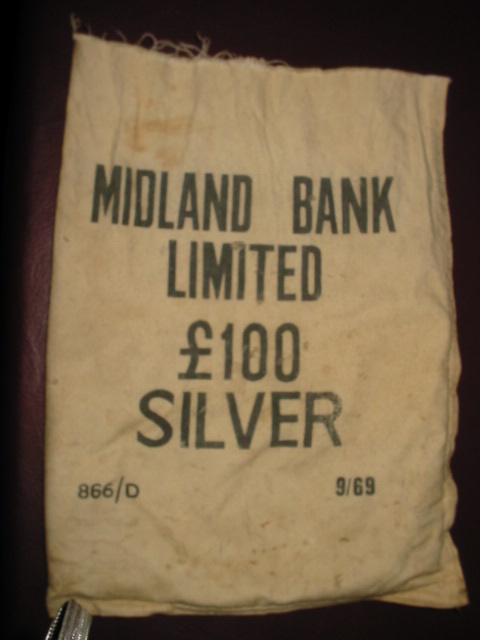 MIDLAND BANK
LIMITED
£100
SILVER
866/D 9/69